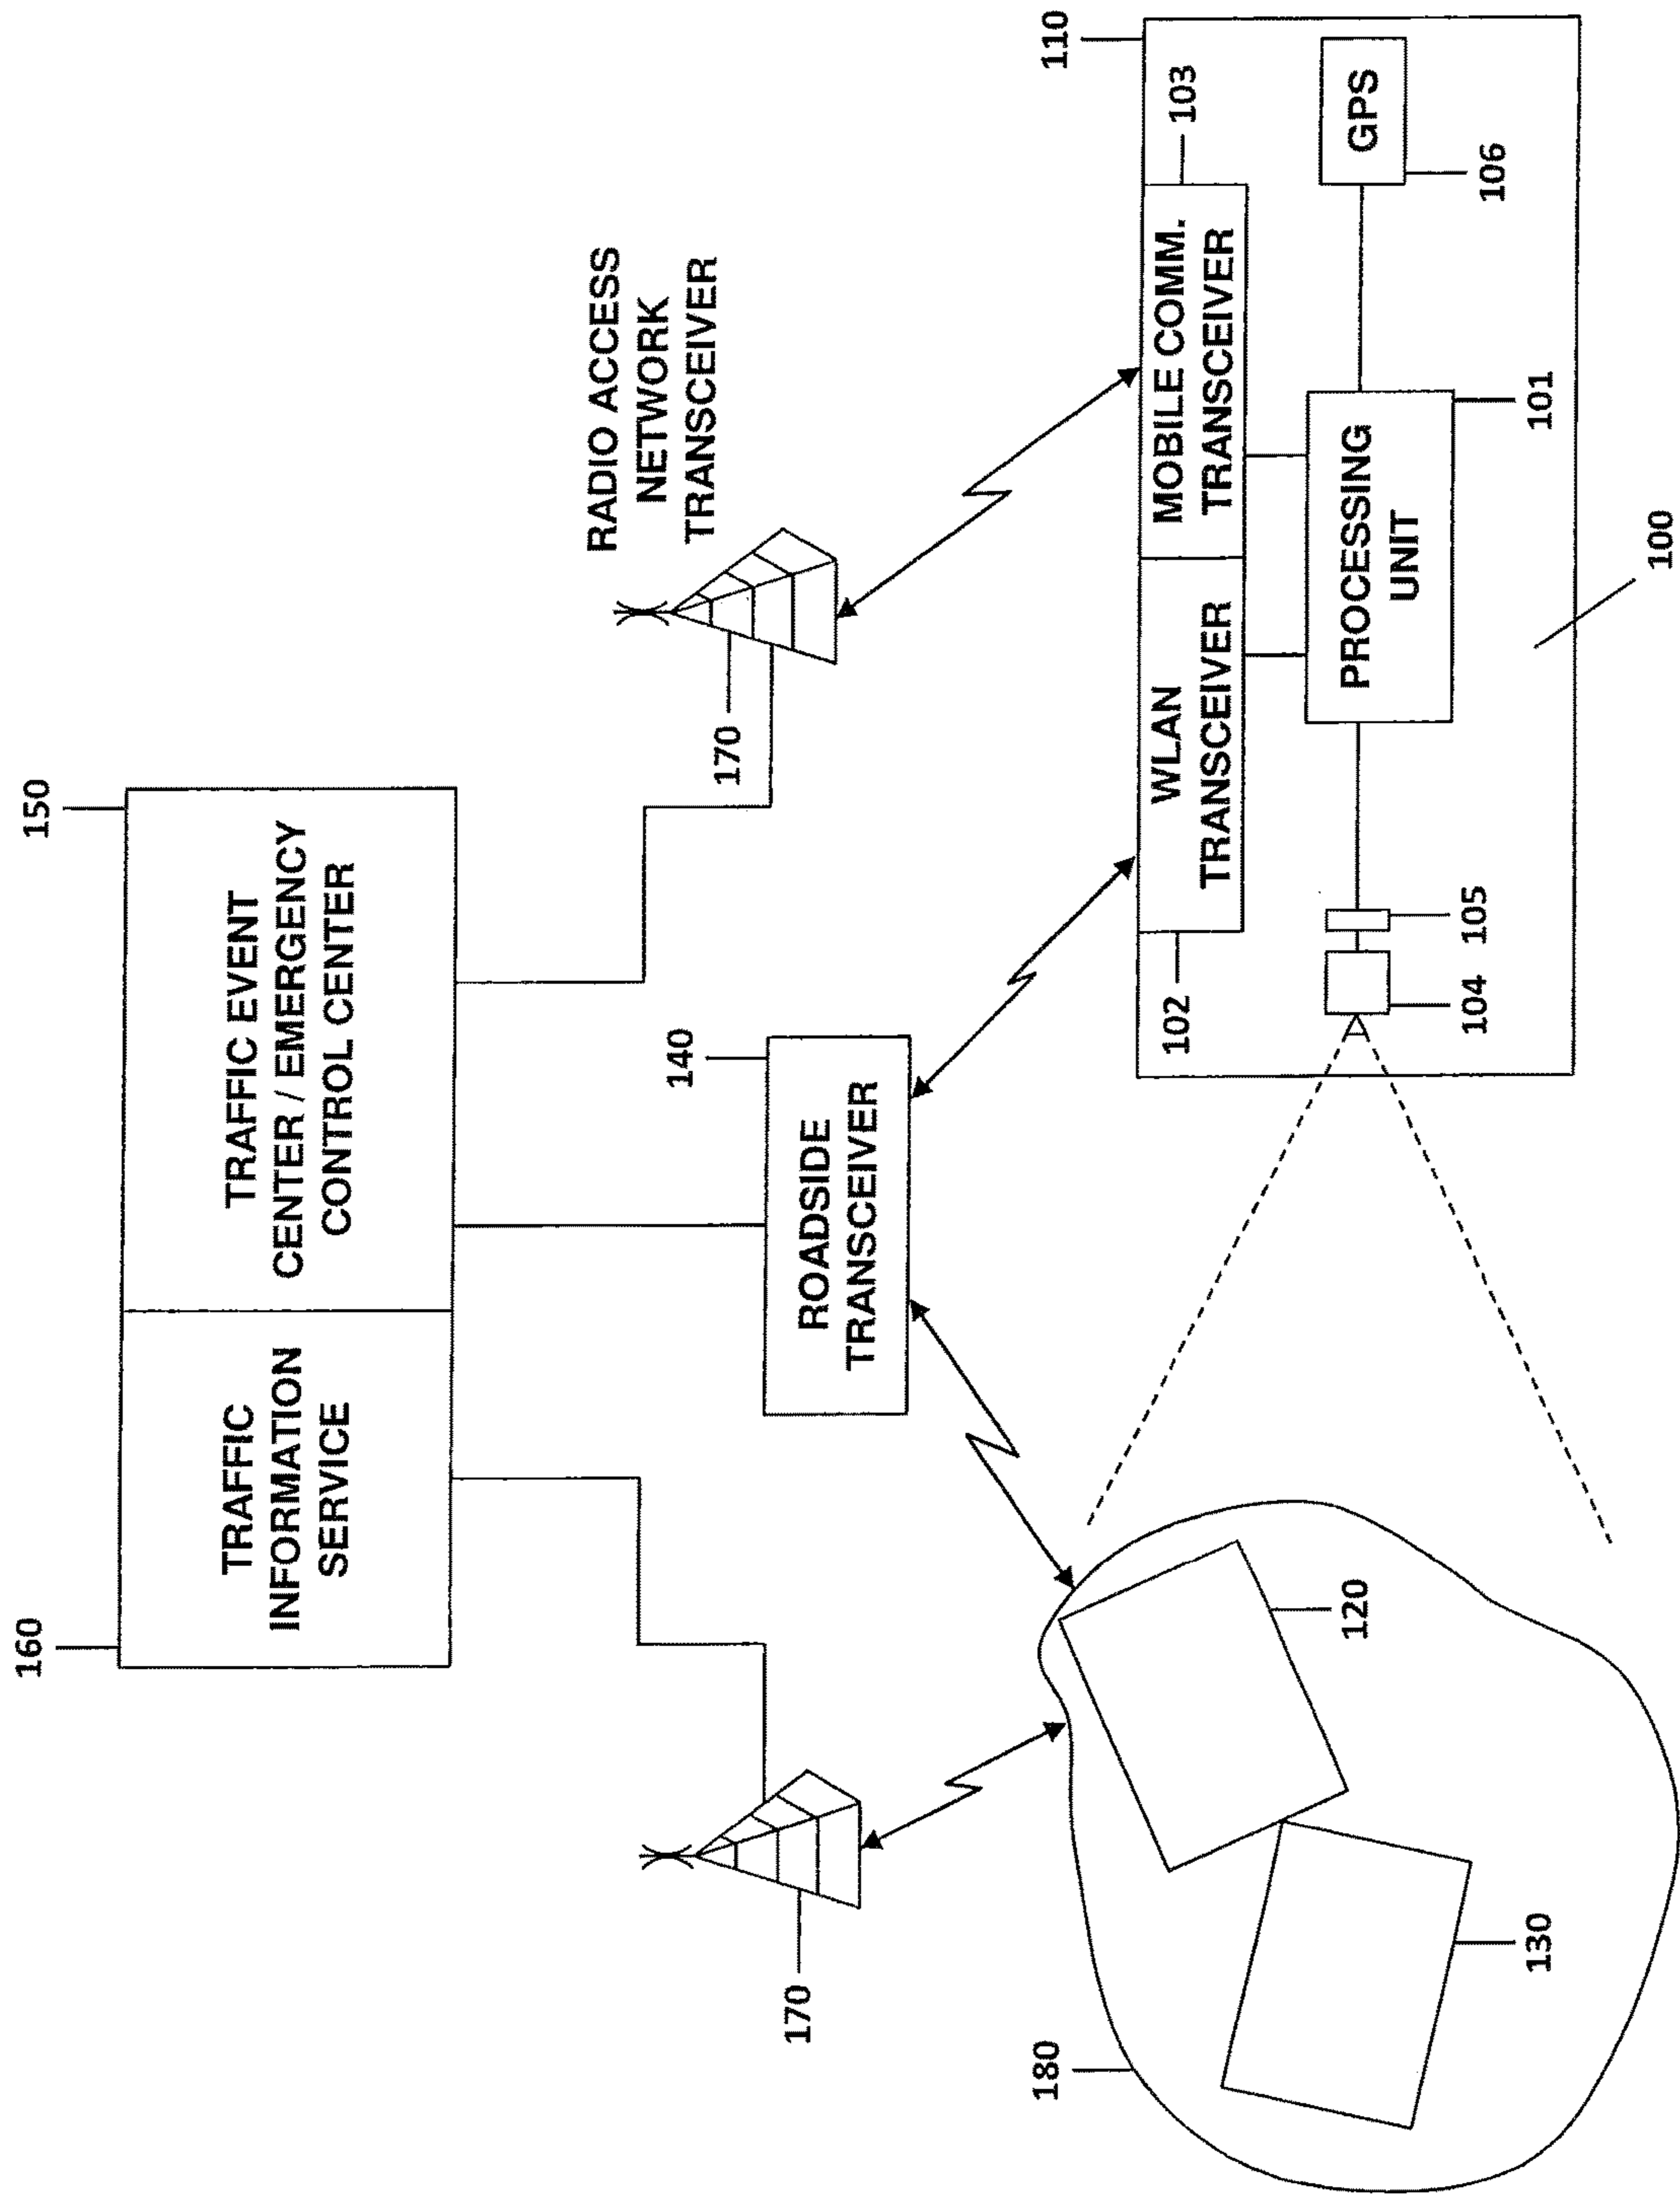 160
150
TRAFFIC
INFORMATION
SERVICE
TRAFFIC EVENT
CENTER / EMERGENCY
CONTROL CENTER
RADIO ACCESS
NETWORK
TRANSCEIVER
170
170
140
ROADSIDE
TRANSCEIVER
180
120
130
110
102
103
WLAN
TRANSCEIVER
MOBILE COMM.
TRANSCEIVER
PROCESSING
UNIT
GPS
104
105
101
106
100